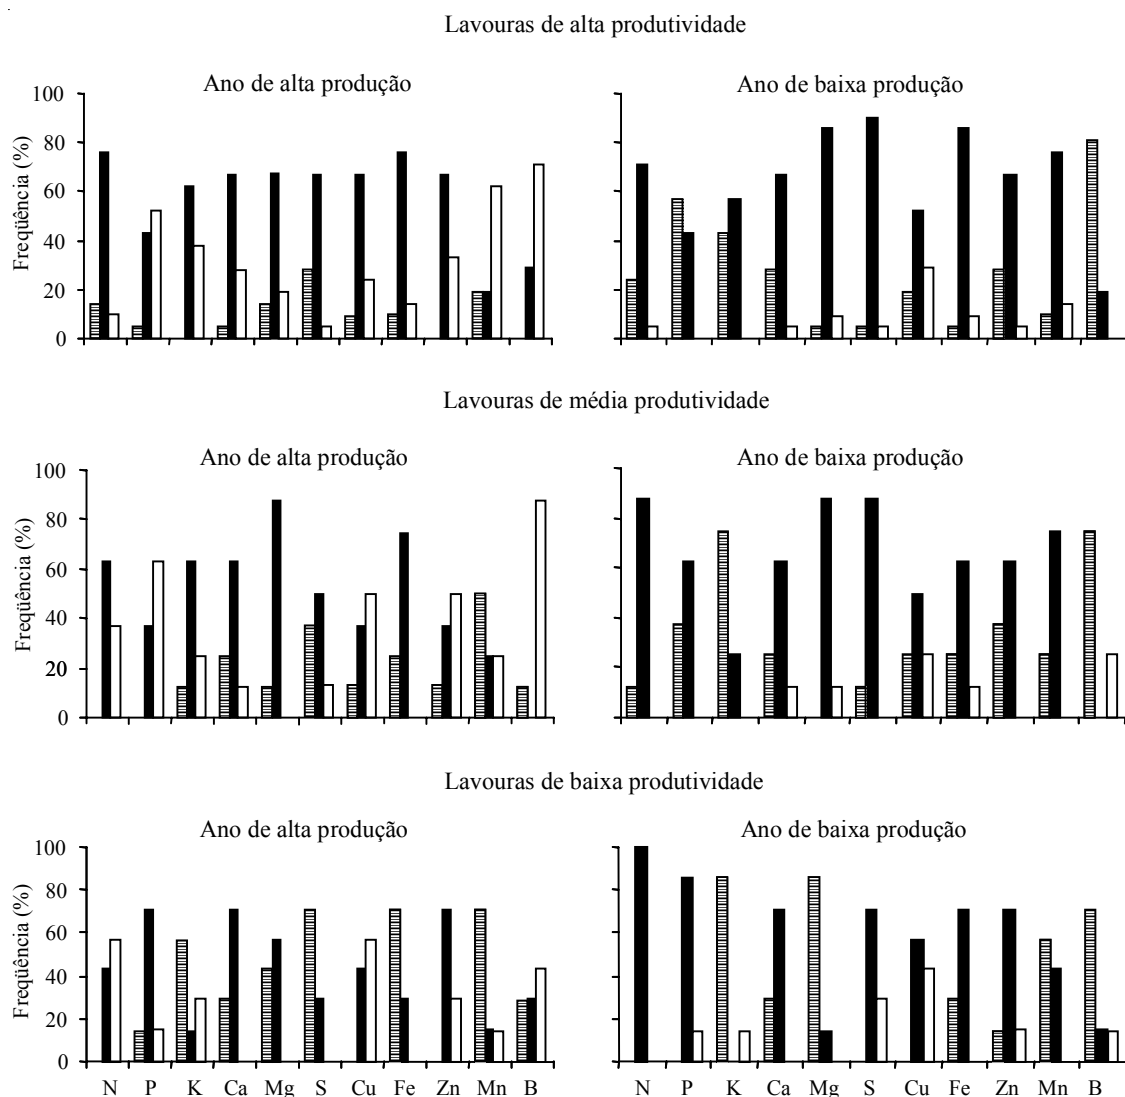 Lavouras de alta produtividade
Ano de alta produção
Ano de baixa produção
Freqüência (%)
100
80
60
40
20
0
Lavouras de média produtividade
Ano de alta produção
Ano de baixa produção
Freqüência (%)
100
80
60
40
20
0
Lavouras de baixa produtividade
Ano de alta produção
Ano de baixa produção
Freqüência (%)
100
80
60
40
20
0
N P K Ca Mg S Cu Fe Zn Mn B
N P K Ca Mg S Cu Fe Zn Mn B